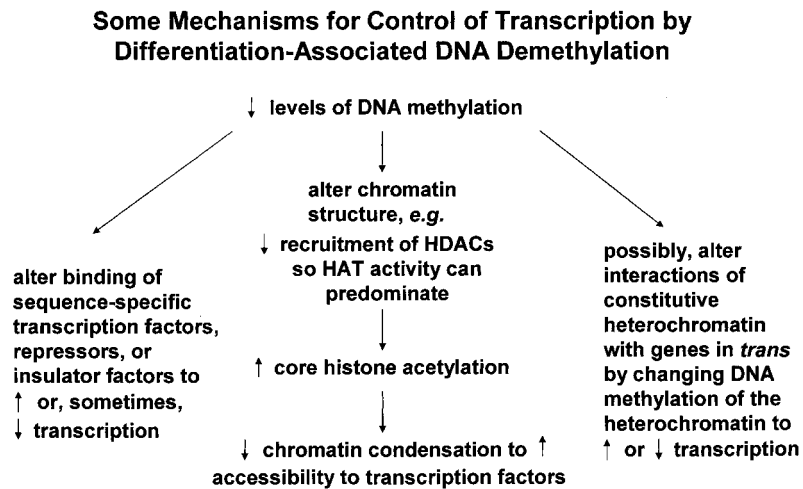 Some Mechanisms for Control of Transcription by
Differentiation-Associated DNA Demethylation
↓ levels of DNA methylation
alter binding of
sequence-specific
transcription factors,
repressors, or
insulator factors to
↑ or, sometimes,
↓ transcription
alter chromatin
structure, e.g.
↓ recruitment of HDACs
so HAT activity can
predominate
↑ core histone acetylation
↓ chromatin condensation to ↑
accessibility to transcription factors
possibly, alter
interactions of
constitutive
heterochromatin
with genes in trans
by changing DNA
methylation of the
heterochromatin to
↑ or ↓ transcription